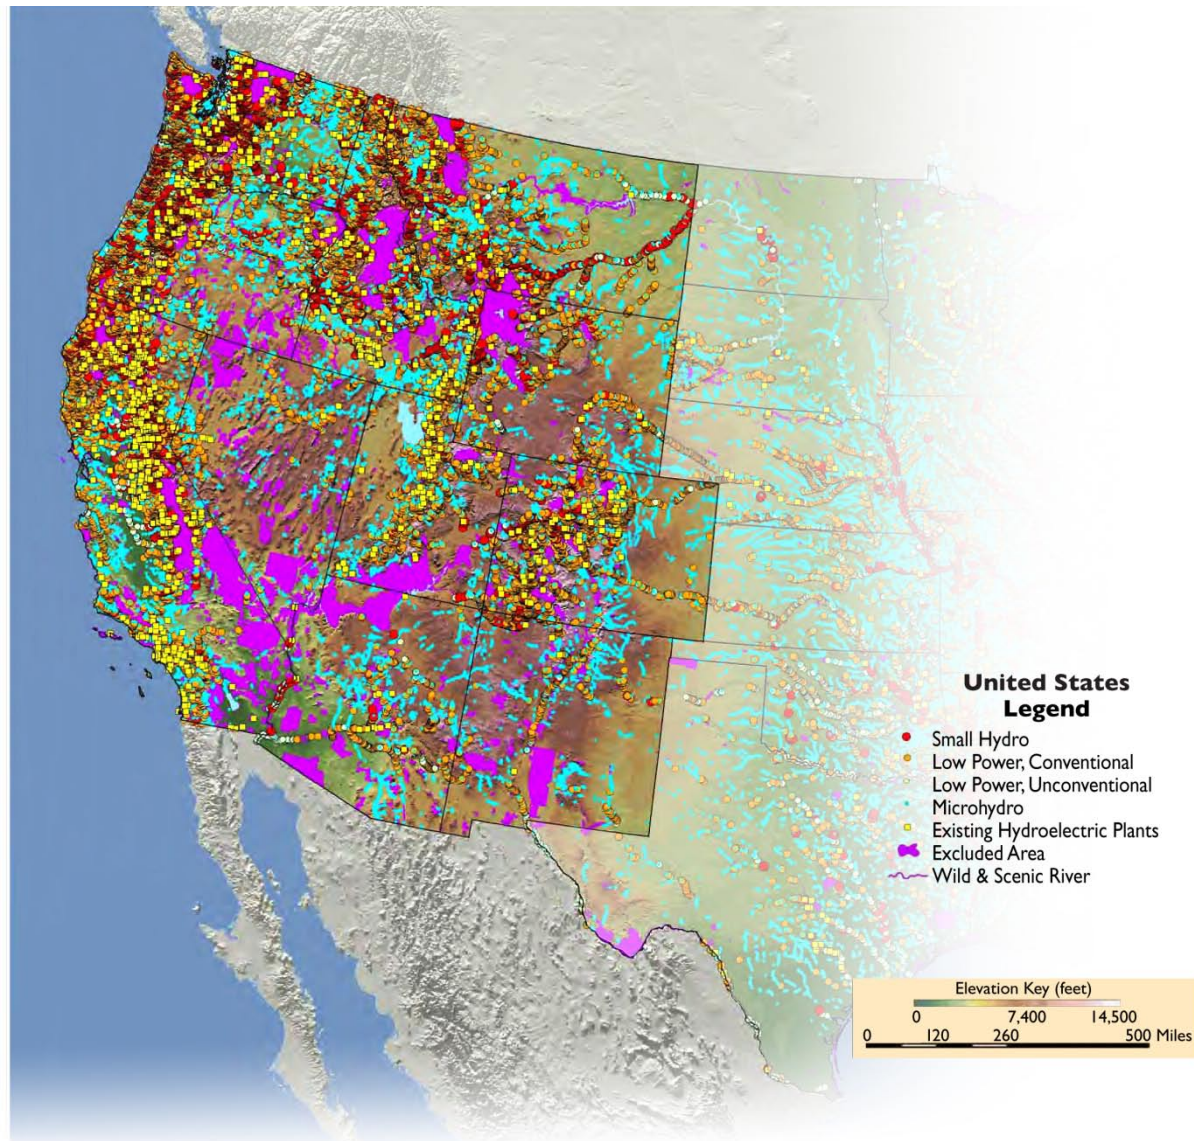 United States
Legend
Small Hydro
Low Power, Conventional
Low Power, Unconventional
Microhydro
Existing Hydroelectric Plants
Excluded Area
Wild & Scenic River
Elevation Key (feet)
0 7,400 14,500
0 120 260 500 Miles